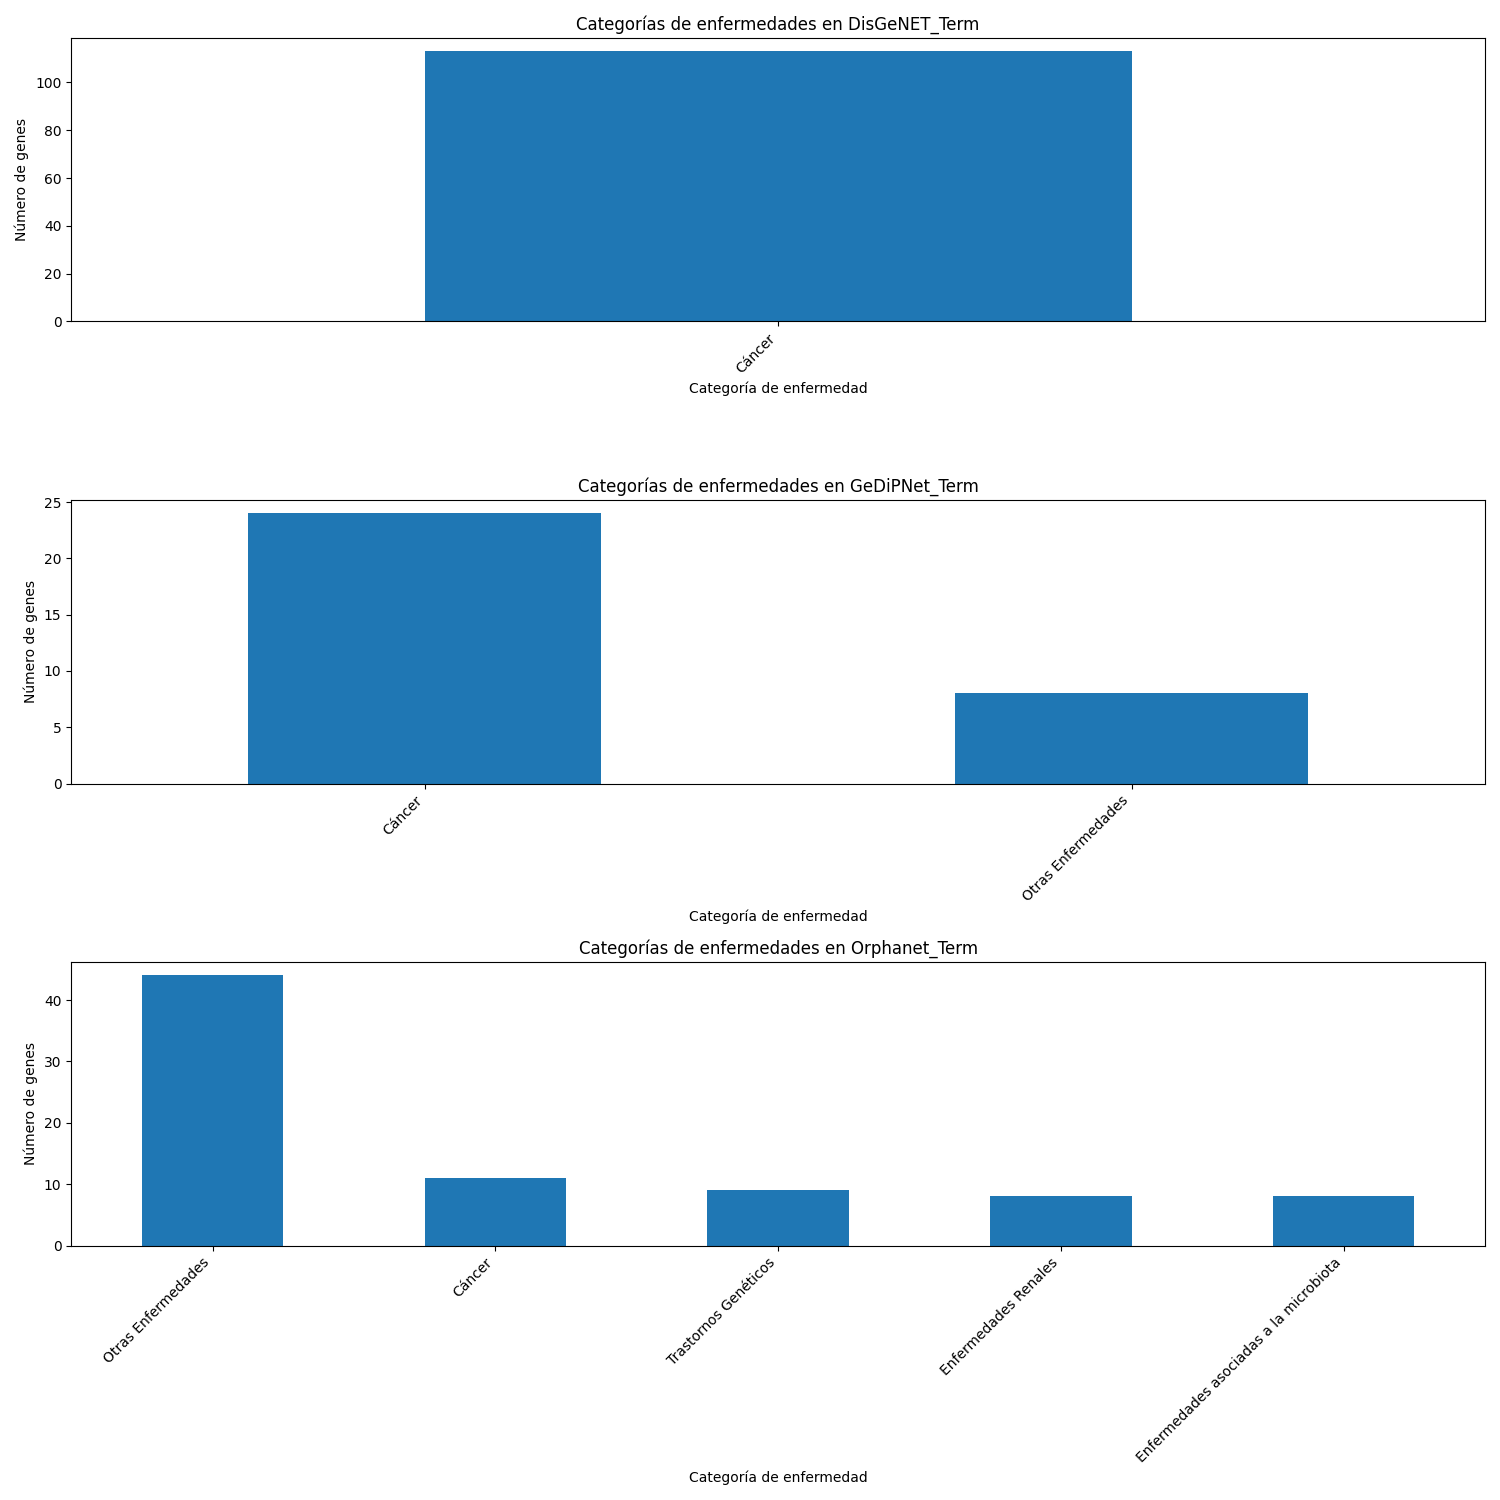 Categorías de enfermedades en DisGeNET_Term
Número de genes
100
80
60
40
20
0
Cáncer
Categoría de enfermedad
Categorías de enfermedades en GeDiPNet_Term
Número de genes
25
20
15
10
5
0
Cáncer
Otras Enfermedades
Categoría de enfermedad
Categorías de enfermedades en Orphanet_Term
Número de genes
40
30
20
10
0
Otras Enfermedades
Cáncer
Trastornos Genéticos
Enfermedades Renales
Enfermedades asociadas a la microbiota
Categoría de enfermedad